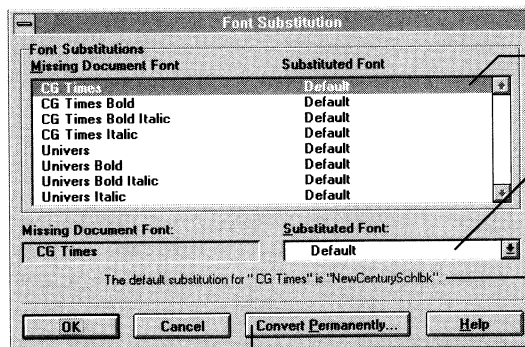 Font Substitution
Font Substitutions
Missing Document Font Substituted Font
CG Times Default
CG Times Bold Default
CG Times Bold Italic Default
CG Times Italic Default
Univers Default
Univers Bold Default
Univers Bold Italic Default
Univers Italic Default
Missing Document Font: Substituted Font:
CG Times Default
The default substitution for "CG Times" is "NewCenturySchlbk".
OK Cancel Convert Permanently... Help